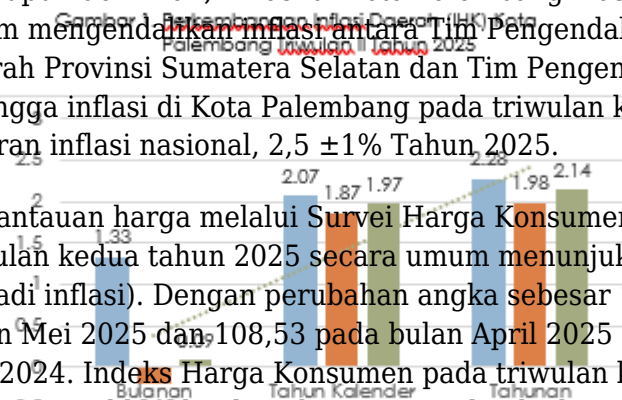 Gambar 1. Perkembangan Inflasi Daerah (IHK) Kota
m mengendalikan inflasi antara Tim Pengendal
Palembang Triwulan II Tahun 2025
rah Provinsi Sumatera Selatan dan Tim Pengen
ngga inflasi di Kota Palembang pada triwulan k
ran inflasi nasional, 2,5 ±1% Tahun 2025.
2.5
2.28
2.07 1.87 1.97 1.98 2.14
2
antauan harga melalui Survei Harga Konsumen
1.33
1.5
ulan kedua tahun 2025 secara umum menunjuk
1
adi inflasi). Dengan perubahan angka sebesar
0.5
n Mei 2025 dan 108,53 pada bulan April 2025
0
2024. Indeks Harga Konsumen pada triwulan
Bulanan Tahun Kalender Tahunan